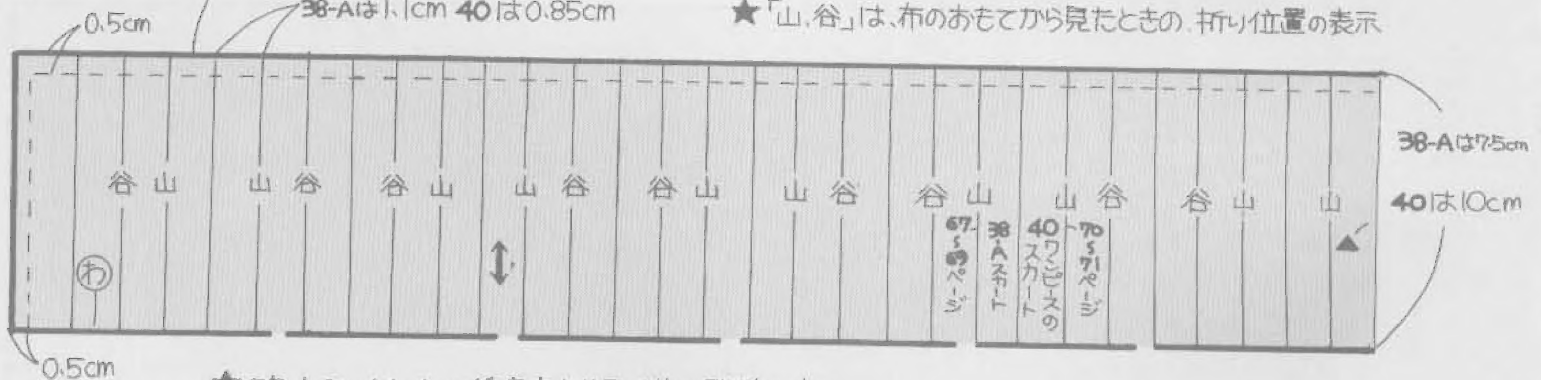 0.5cm
38-Aは1.1cm 40は0.85cm
★「山、谷」は、布のおもてから見たときの、折り位置の表示
谷 山 山 谷 谷 山 山 谷 谷 山 山 谷 谷 山 山 谷 谷 山 山
38-Aは7.5cm
40は10cm
67~69ページ
38-Aスカート
40ワンピースのスカート
70~71ページ
わ
0.5cm